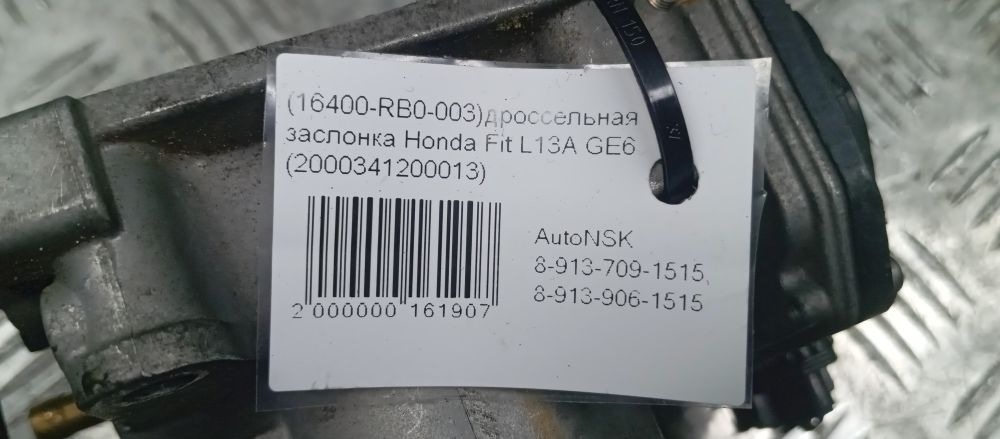 (16400-RB0-003)дроссельная
заслонка Honda Fit L13A GE6
(2000341200013)
2 000000 161907
AutoNSK
8-913-709-1515,
8-913-906-1515